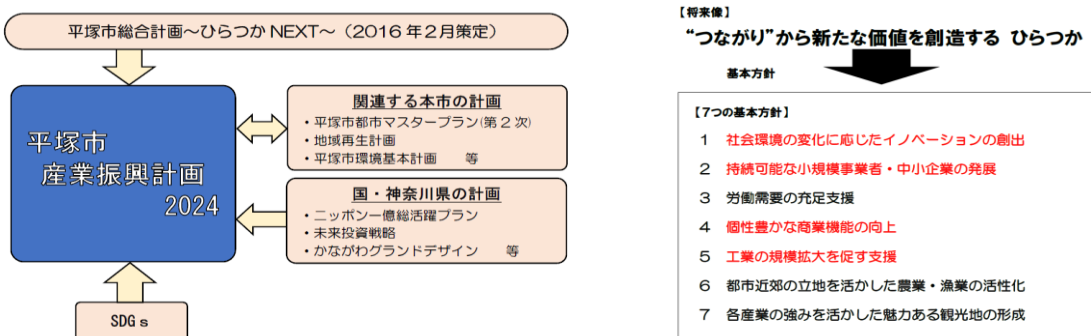 平塚市総合計画～ひらつか NEXT～（2016 年２月策定）
平塚市
産業振興計画
2024
関連する本市の計画
・平塚市都市マスタープラン(第２次)
・地域再生計画
・平塚市環境基本計画　等
国・神奈川県の計画
・ニッポン一億総活躍プラン
・未来投資戦略
・かながわグランドデザイン　等
SDGｓ
【将来像】
“つながり”から新たな価値を創造する ひらつか
基本方針
【7つの基本方針】
1 社会環境の変化に応じたイノベーションの創出
2 持続可能な小規模事業者・中小企業の発展
3 労働需要の充足支援
4 個性豊かな商業機能の向上
5 工業の規模拡大を促す支援
6 都市近郊の立地を活かした農業・漁業の活性化
7 各産業の強みを活かした魅力ある観光地の形成